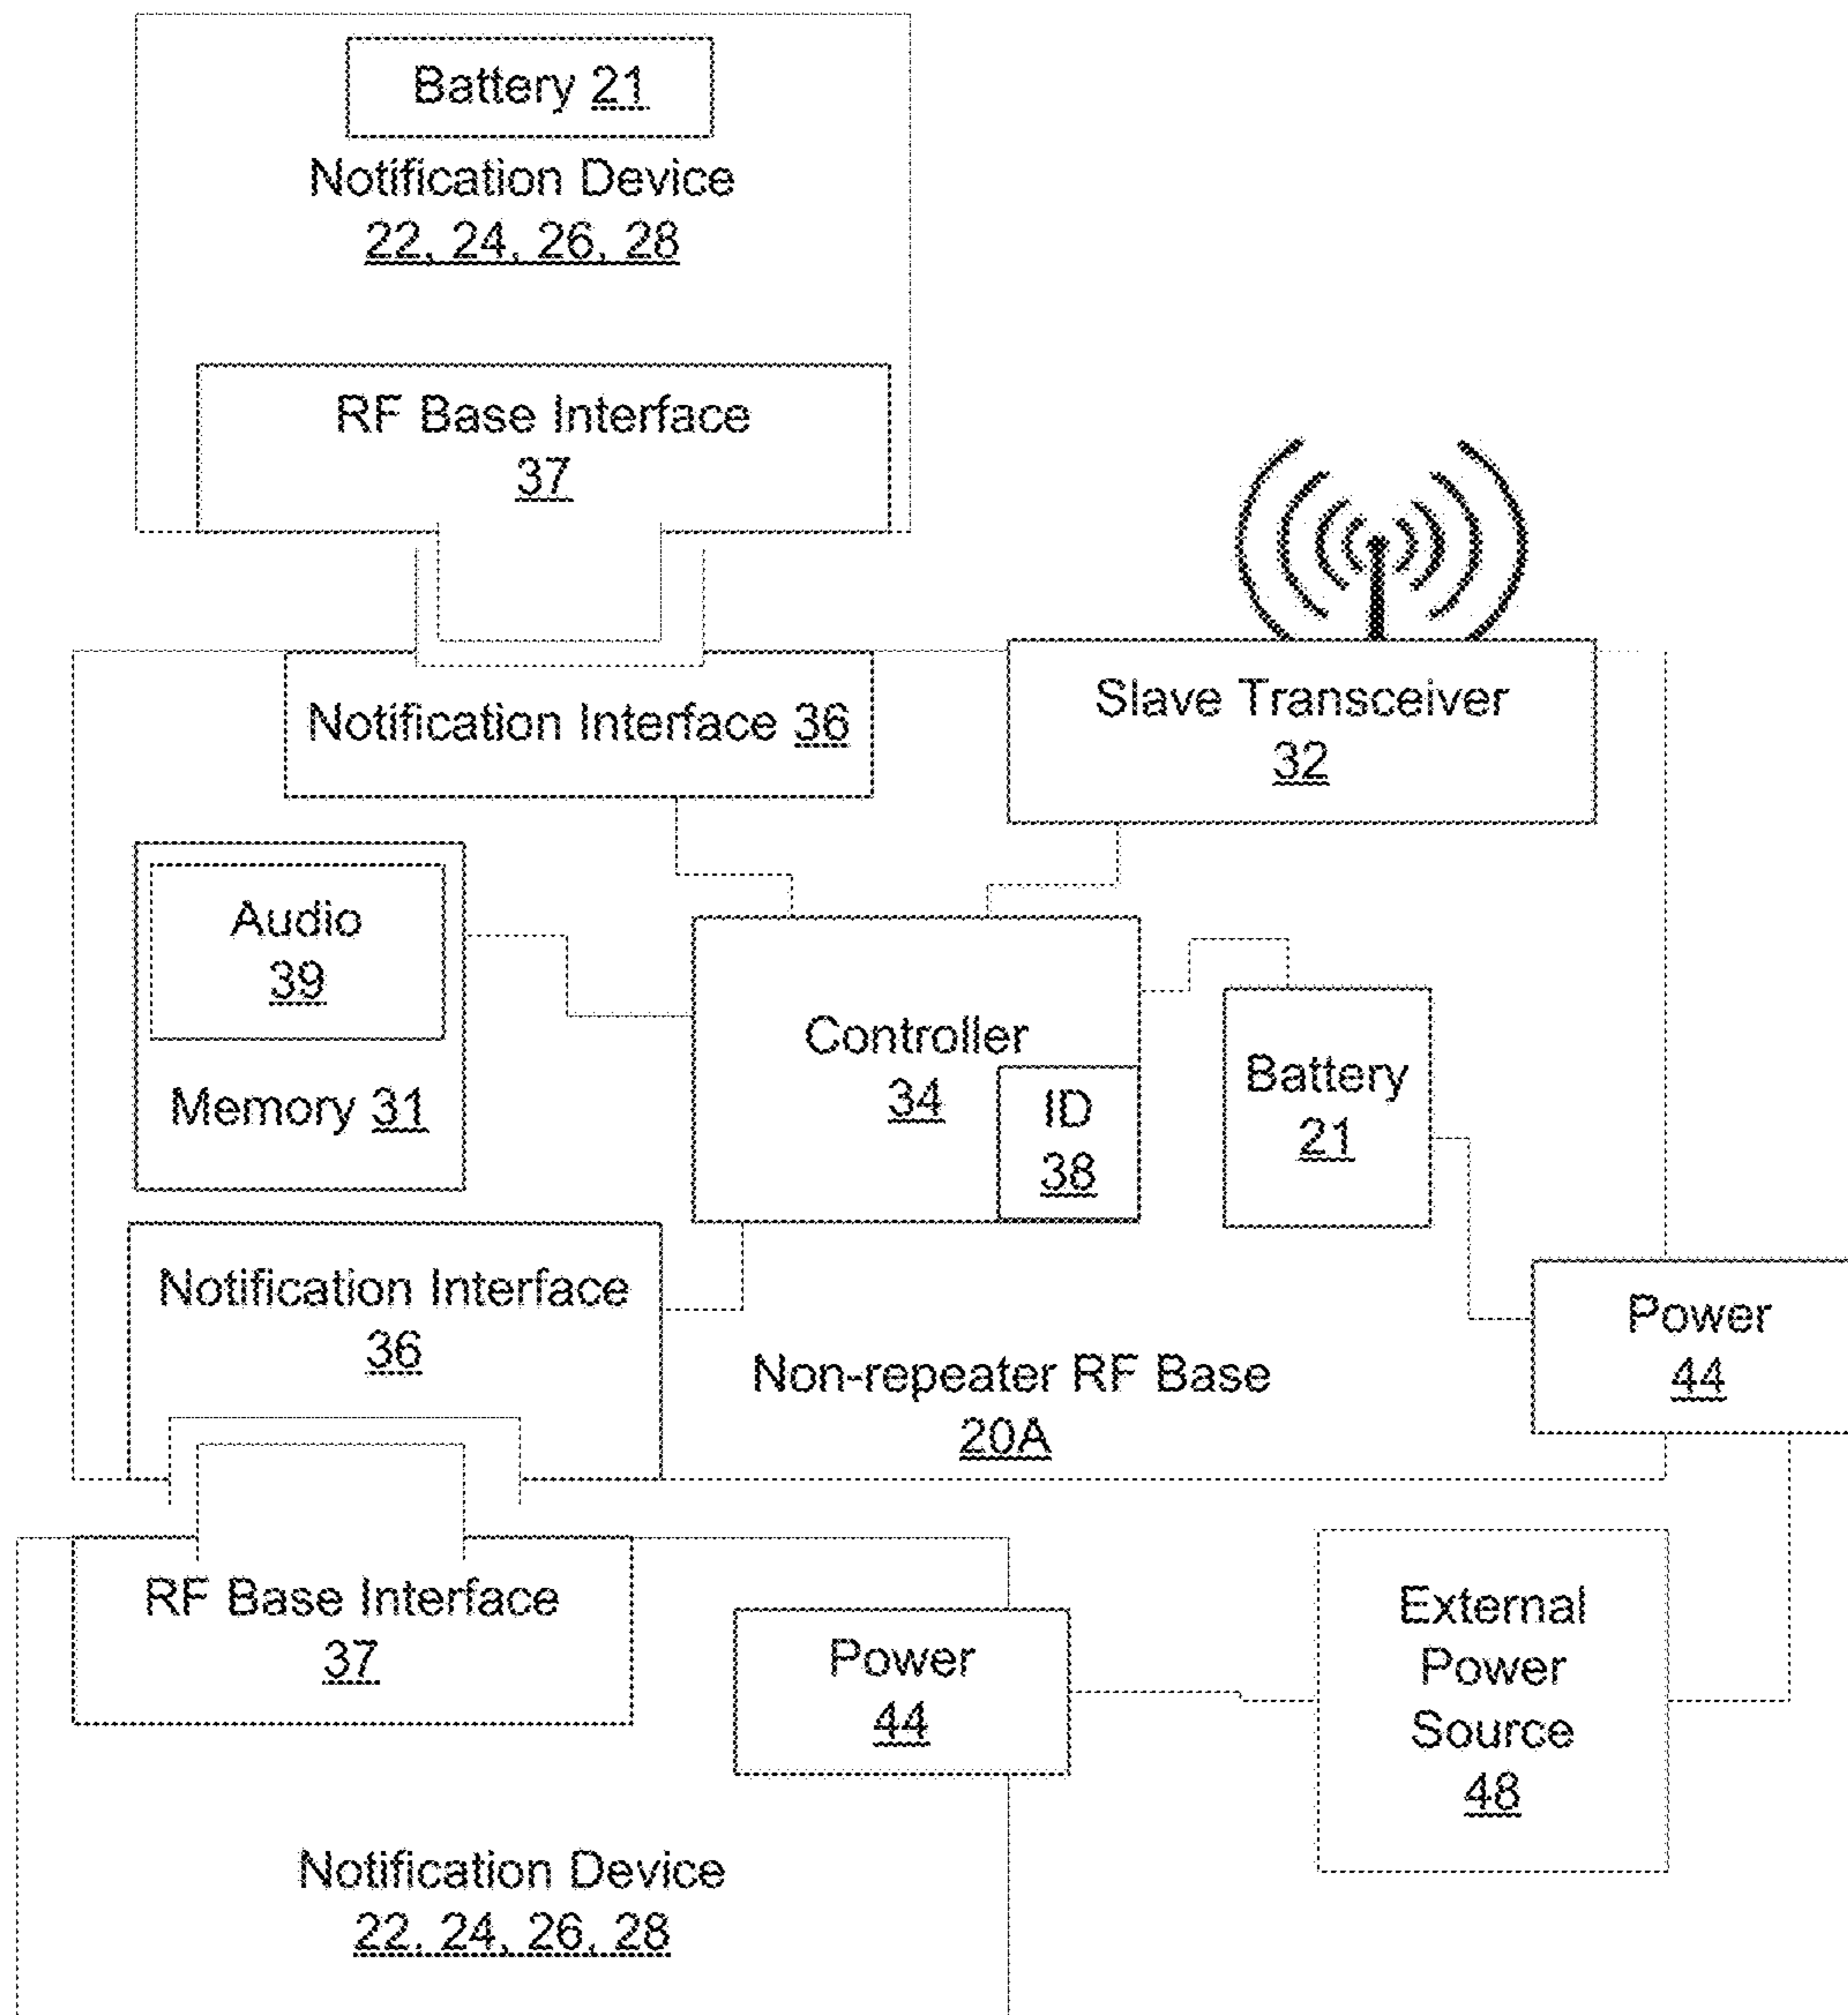 Battery 21
Notification Device
22, 24, 26, 28
RF Base Interface
37
Notification Interface 36
Slave Transceiver
32
Audio
39
Memory 31
Controller
34
ID
38
Battery
21
Notification Interface
36
Non-repeater RF Base
20A
Power
44
RF Base Interface
37
Power
44
External
Power
Source
48
Notification Device
22, 24, 26, 28